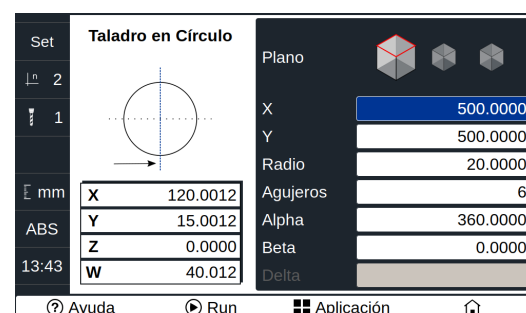 Set
n 2
1
mm
ABS
13:43
Taladro en Círculo
X 120.0012
Y 15.0012
Z 0.0000
W 40.012
Plano
X 500.0000
Y 500.0000
Radio 20.0000
Agujeros 6
Alpha 360.0000
Beta 0.0000
Delta
? Ayuda Run Aplicación